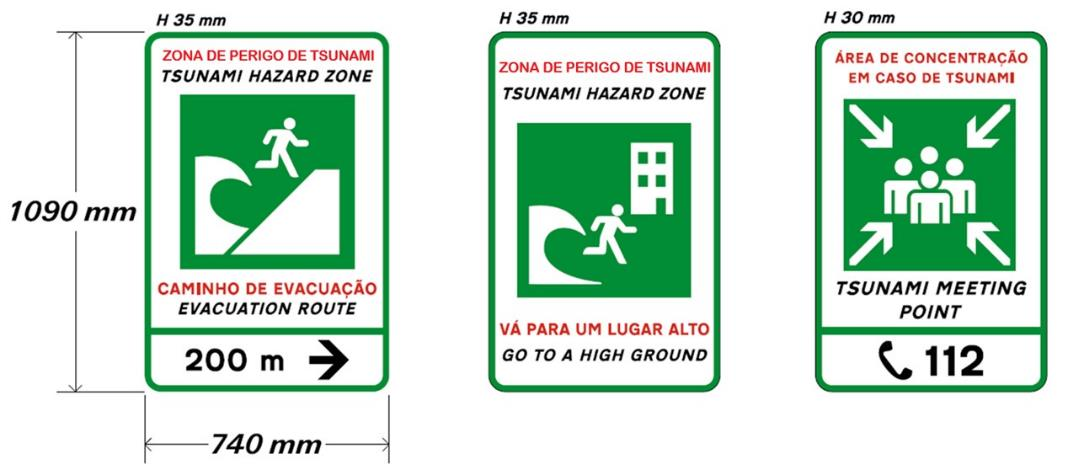 H 35 mm
ZONA DE PERIGO DE TSUNAMI
TSUNAMI HAZARD ZONE
CAMINHO DE EVACUAÇÃO
EVACUATION ROUTE
200 m
1090 mm
740 mm
H 35 mm
ZONA DE PERIGO DE TSUNAMI
TSUNAMI HAZARD ZONE
VÁ PARA UM LUGAR ALTO
GO TO A HIGH GROUND
H 30 mm
ÁREA DE CONCENTRAÇÃO
EM CASO DE TSUNAMI
TSUNAMI MEETING
POINT
112